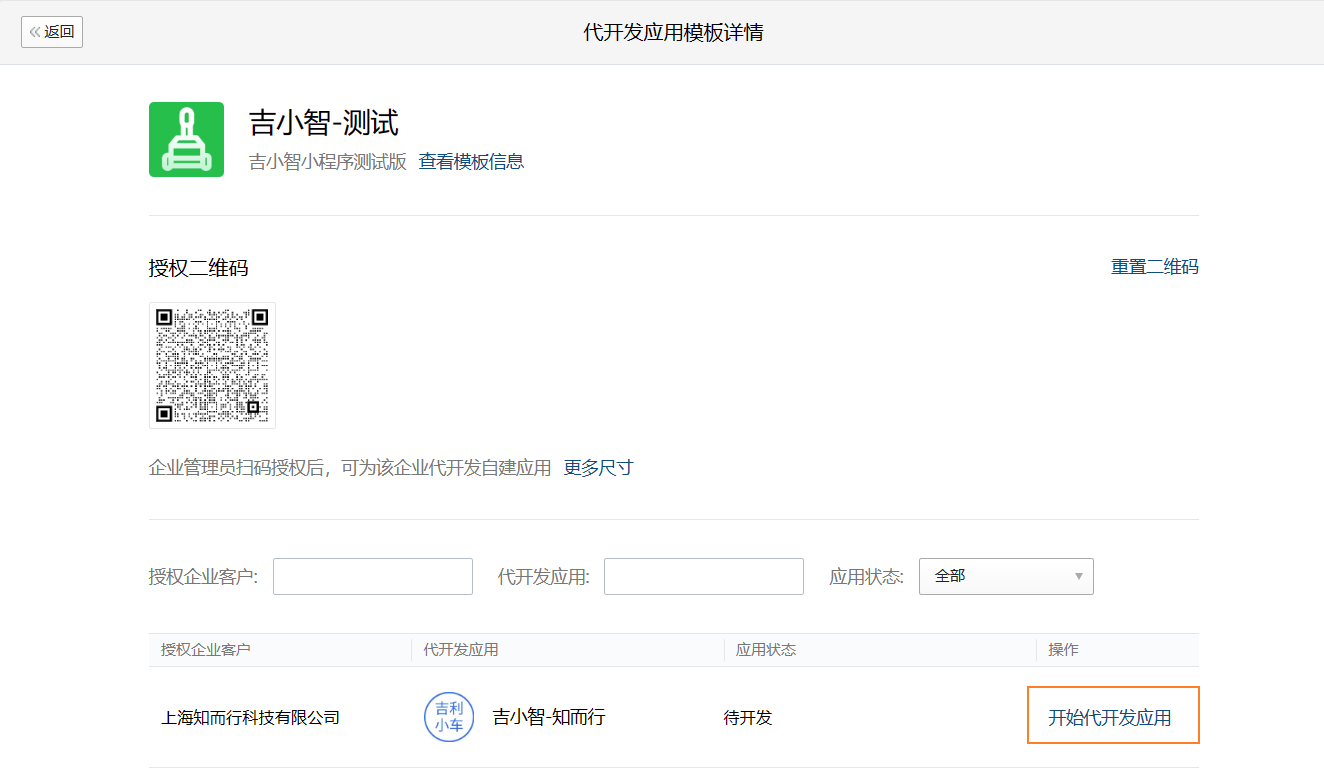 返回
代开发应用模板详情
吉小智-测试
吉小智小程序测试版 查看模板信息
授权二维码 重置二维码
企业管理员扫码授权后，可为该企业代开发自建应用 更多尺寸
授权企业客户: 代开发应用: 应用状态: 全部
授权企业客户 代开发应用 应用状态 操作
上海知而行科技有限公司 吉利小车 吉小智-知而行 待开发 开始代开发应用